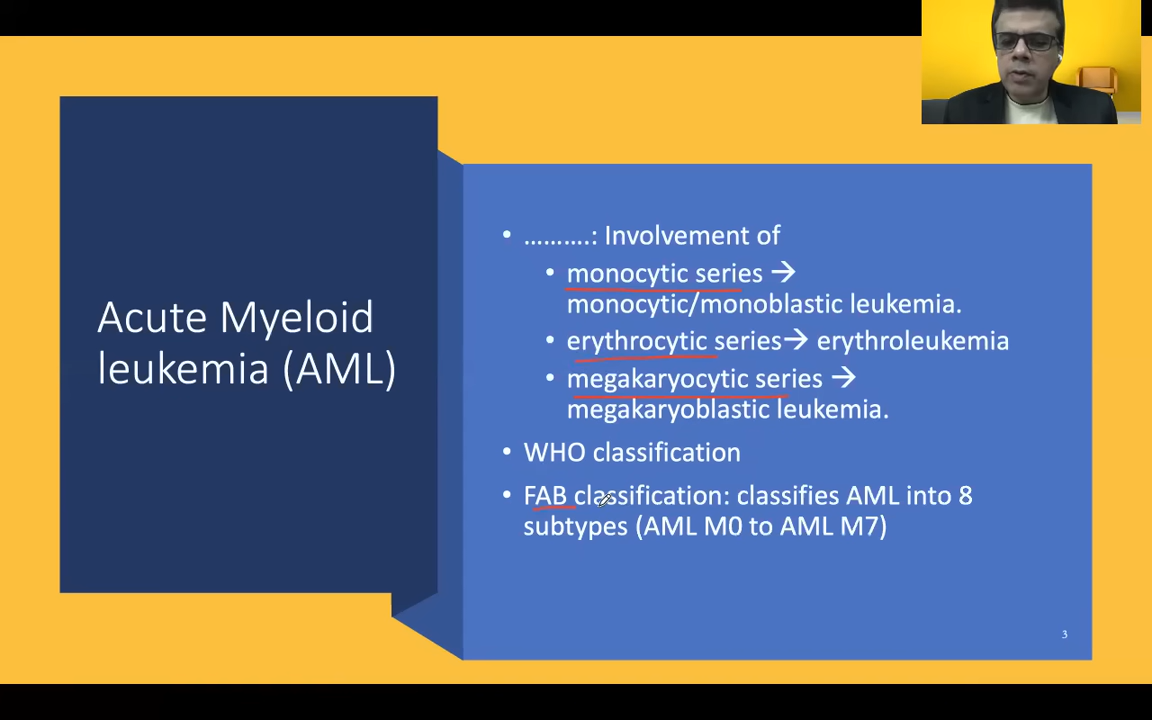 Acute Myeloid
leukemia (AML)
• ……….: Involvement of
• monocytic series →
monocytic/monoblastic leukemia.
• erythrocytic series→ erythroleukemia
• megakaryocytic series →
megakaryoblastic leukemia.
• WHO classification
• FAB classification: classifies AML into 8
subtypes (AML M0 to AML M7)
3